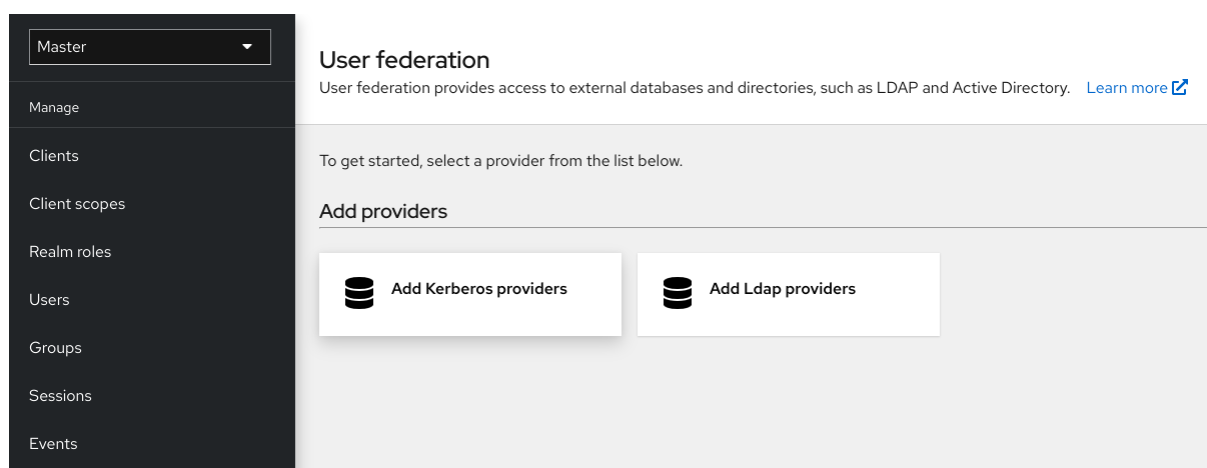 Master
Manage
Clients
Client scopes
Realm roles
Users
Groups
Sessions
Events
User federation
User federation provides access to external databases and directories, such as LDAP and Active Directory. Learn more
To get started, select a provider from the list below.
Add providers
Add Kerberos providers
Add Ldap providers